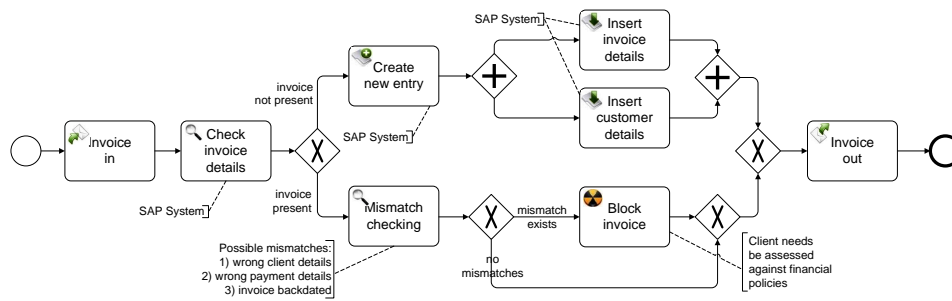 Invoice
in
SAP System
Check
invoice
details
invoice
not present
invoice
present
Create
new entry
SAP System
SAP System
Insert
invoice
details
Insert
customer
details
Mismatch
checking
Possible mismatches:
1) wrong client details
2) wrong payment details
3) invoice backdated
mismatch
exists
no
mismatches
Block
invoice
Client needs
be assessed
against financial
policies
Invoice
out